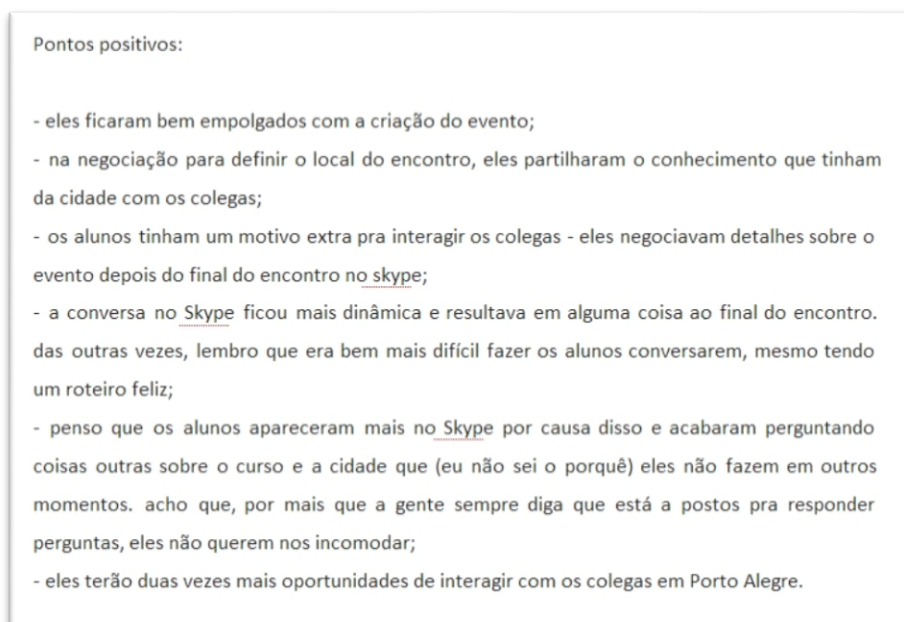 Pontos positivos:
- eles ficaram bem empolgados com a criação do evento;
- na negociação para definir o local do encontro, eles partilharam o conhecimento que tinham
da cidade com os colegas;
- os alunos tinham um motivo extra pra interagir os colegas - eles negociavam detalhes sobre o
evento depois do final do encontro no skype;
- a conversa no Skype ficou mais dinâmica e resultava em alguma coisa ao final do encontro.
das outras vezes, lembro que era bem mais difícil fazer os alunos conversarem, mesmo tendo
um roteiro feliz;
- penso que os alunos apareceram mais no Skype por causa disso e acabaram perguntando
coisas outras sobre o curso e a cidade que (eu não sei o porquê) eles não fazem em outros
momentos. acho que, por mais que a gente sempre diga que está a postos pra responder
perguntas, eles não querem nos incomodar;
- eles terão duas vezes mais oportunidades de interagir com os colegas em Porto Alegre.